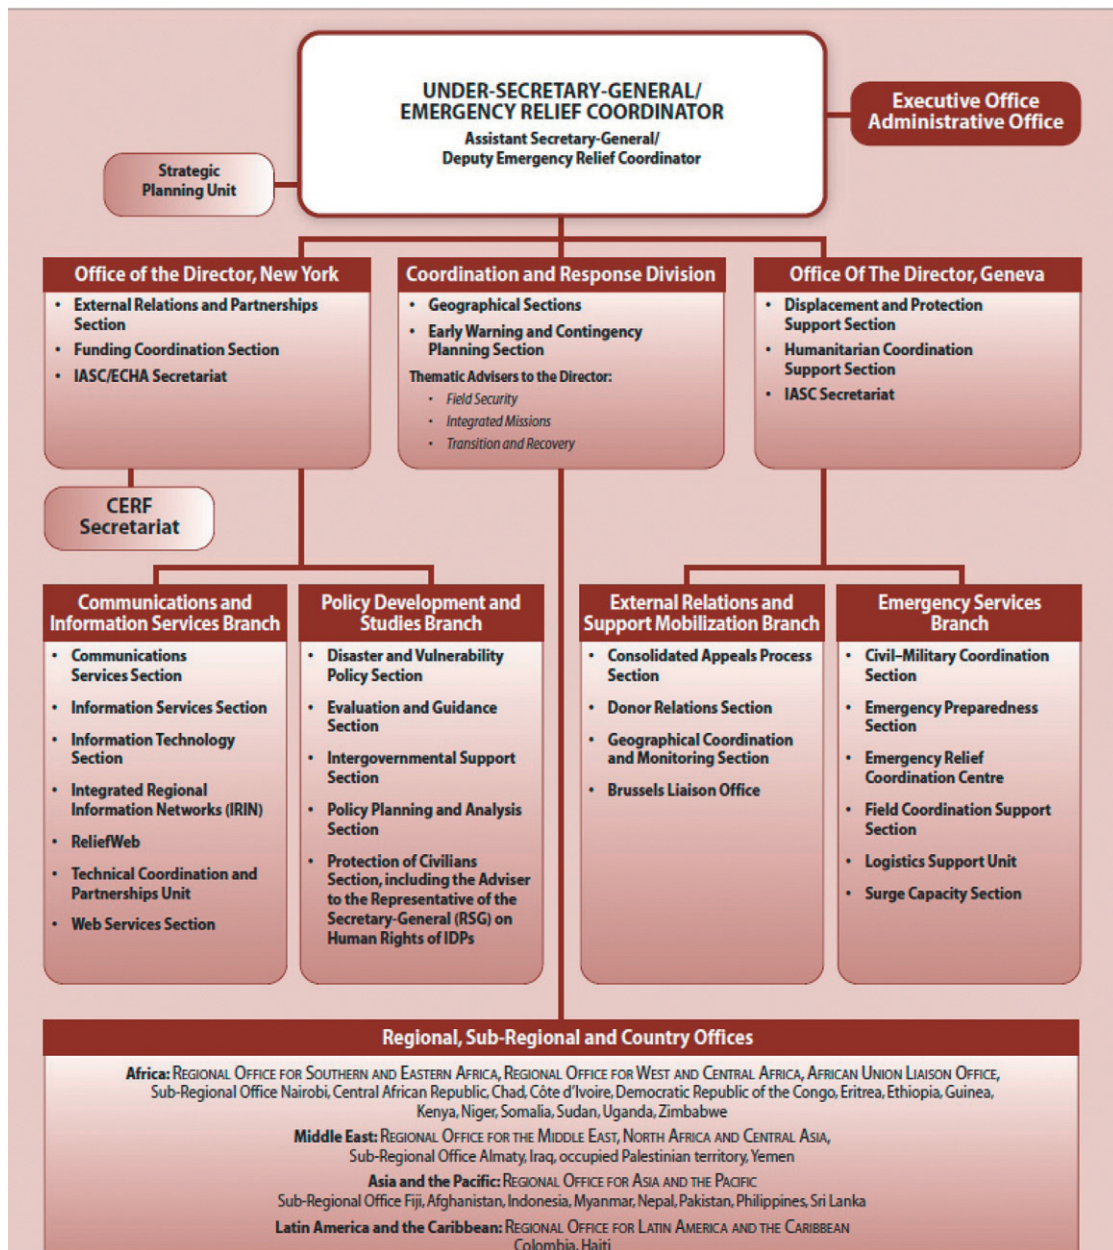 UNDER-SECRETARY-GENERAL/
EMERGENCY RELIEF COORDINATOR
Assistant Secretary-General/
Deputy Emergency Relief Coordinator
Executive Office
Administrative Office
Strategic
Planning Unit
Office of the Director, New York
• External Relations and Partnerships
Section
• Funding Coordination Section
• IASC/ECHA Secretariat
Coordination and Response Division
• Geographical Sections
• Early Warning and Contingency
Planning Section
Thematic Advisers to the Director:
• Field Security
• Integrated Missions
• Transition and Recovery
Office Of The Director, Geneva
• Displacement and Protection
Support Section
• Humanitarian Coordination
Support Section
• IASC Secretariat
CERF
Secretariat
Communications and
Information Services Branch
• Communications
Services Section
• Information Services Section
• Information Technology
Section
• Integrated Regional
Information Networks (IRIN)
• ReliefWeb
• Technical Coordination and
Partnerships Unit
• Web Services Section
Policy Development and
Studies Branch
• Disaster and Vulnerability
Policy Section
• Evaluation and Guidance
Section
• Intergovernmental Support
Section
• Policy Planning and Analysis
Section
• Protection of Civilians
Section, including the Adviser
to the Representative of the
Secretary-General (RSG) on
Human Rights of IDPs
External Relations and
Support Mobilization Branch
• Consolidated Appeals Process
Section
• Donor Relations Section
• Geographical Coordination
and Monitoring Section
• Brussels Liaison Office
Emergency Services
Branch
• Civil–Military Coordination
Section
• Emergency Preparedness
Section
• Emergency Relief
Coordination Centre
• Field Coordination Support
Section
• Logistics Support Unit
• Surge Capacity Section
Regional, Sub-Regional and Country Offices
Africa: REGIONAL OFFICE FOR SOUTHERN AND EASTERN AFRICA, REGIONAL OFFICE FOR WEST AND CENTRAL AFRICA, AFRICAN UNION LIAISON OFFICE,
Sub-Regional Office Nairobi, Central African Republic, Chad, Côte d'Ivoire, Democratic Republic of the Congo, Eritrea, Ethiopia, Guinea,
Kenya, Niger, Somalia, Sudan, Uganda, Zimbabwe
Middle East: REGIONAL OFFICE FOR THE MIDDLE EAST, NORTH AFRICA AND CENTRAL ASIA,
Sub-Regional Office Almaty, Iraq, occupied Palestinian territory, Yemen
Asia and the Pacific: REGIONAL OFFICE FOR ASIA AND THE PACIFIC
Sub-Regional Office Fiji, Afghanistan, Indonesia, Myanmar, Nepal, Pakistan, Philippines, Sri Lanka
Latin America and the Caribbean: REGIONAL OFFICE FOR LATIN AMERICA AND THE CARIBBEAN
Colombia, Haiti